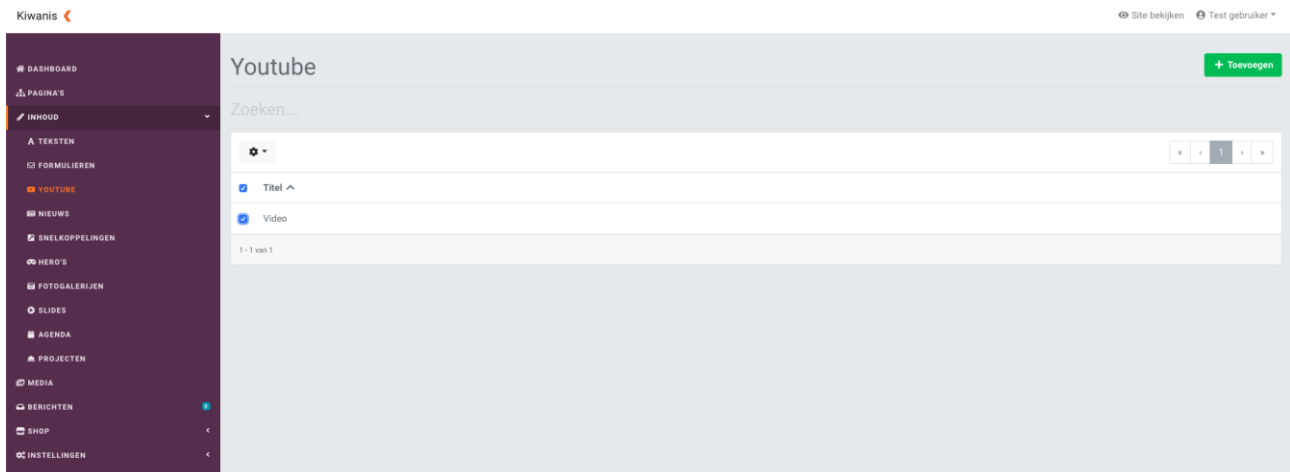 Kiwanis
Site bekijken
Test gebruiker
DASHBOARD
PAGINA'S
INHOUD
TEKSTEN
FORMULIEREN
YOUTUBE
NIEUWS
SNELKOPPELINGEN
HERO'S
FOTOGALERIJEN
SLIDES
AGENDA
PROJECTEN
MEDIA
BERICHTEN
SHOP
INSTELLINGEN
Youtube
+ Toevoegen
Zoeken...
« ‹ 1 › »
Titel
Video
1 - 1 van 1